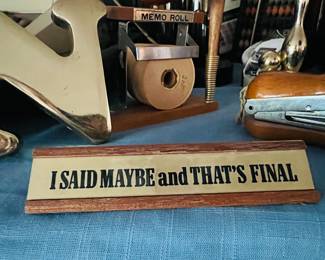 MEMO ROLL
I SAID MAYBE and THAT'S FINAL